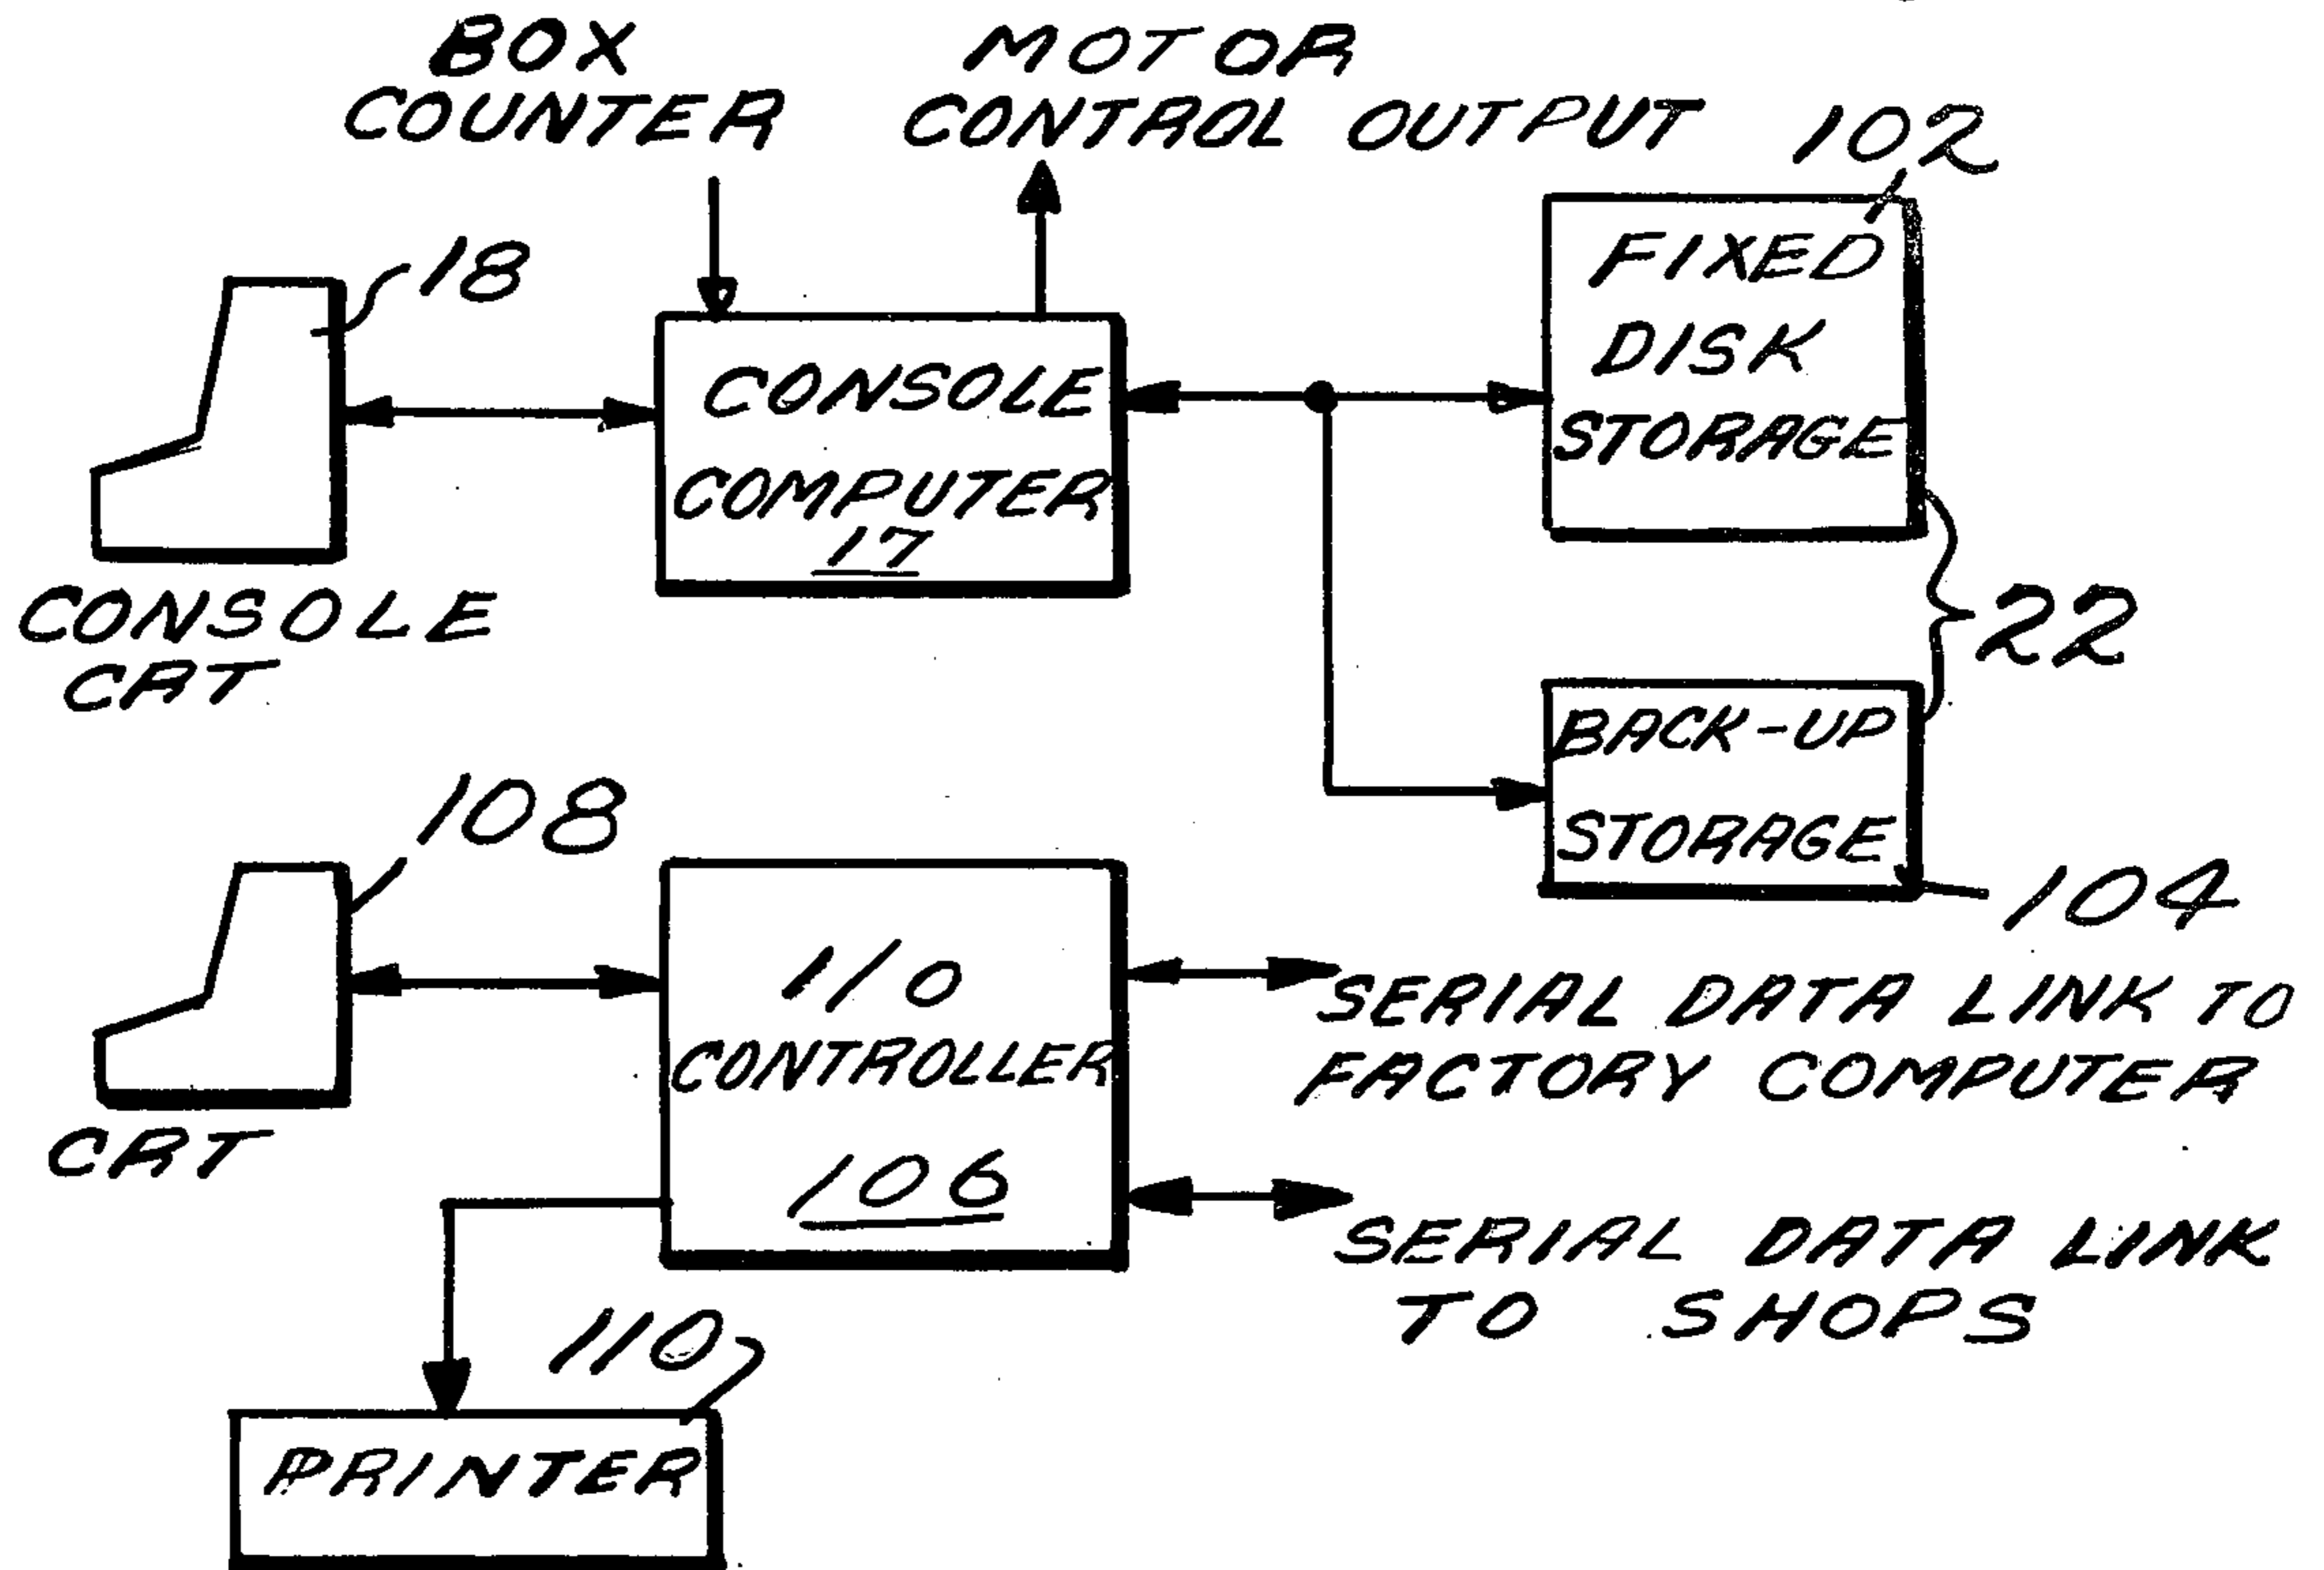 BOX
COUNTER
MOTOR
CONTROL OUTPUT
102
18
FIXED
DISK
STORAGE
CONSOLE
COMPUTER
17
CONSOLE
CRT
22
BACK-UP
STORAGE
104
108
I/O
CONTROLLER
106
CRT
SERIAL DATA LINK TO
FACTORY COMPUTER
SERIAL DATA LINK
TO SHOPS
110
PRINTER